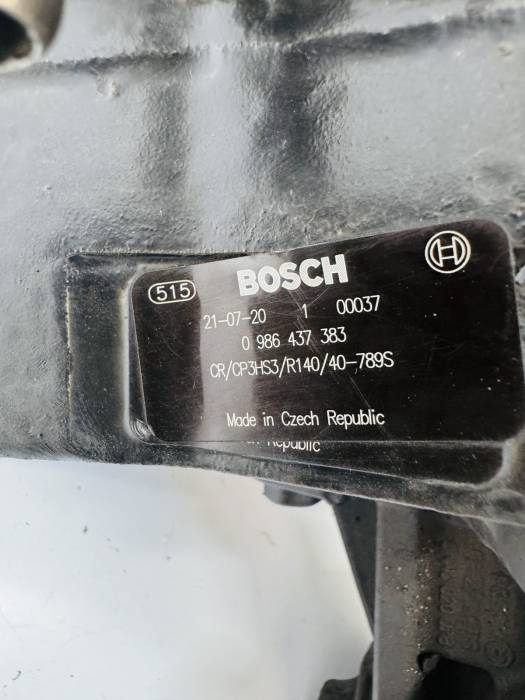 515 BOSCH
21-07-20 1 00037
0 986 437 383
CR/CP3HS3/R140/40-789S
Made in Czech Republic
Republic